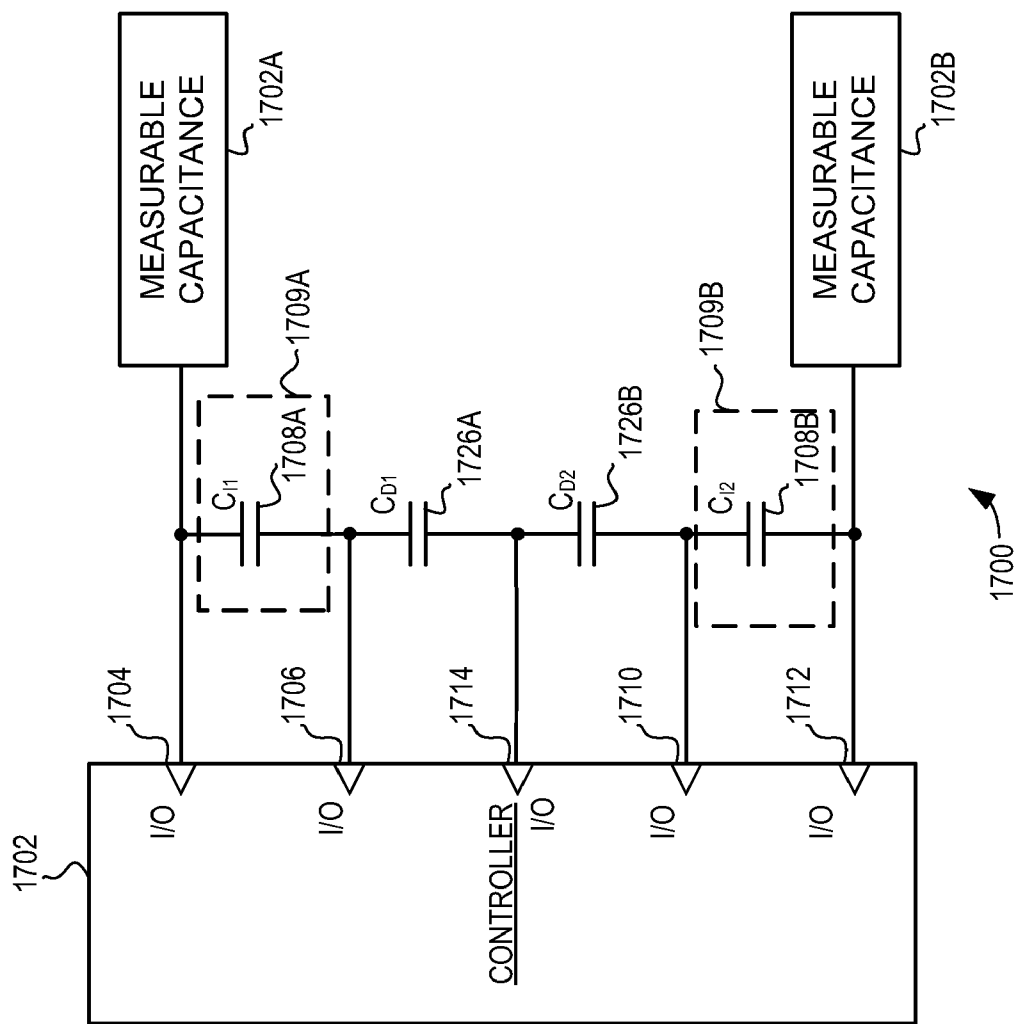 MEASURABLE
CAPACITANCE
1702A
1709A
C_I1
1708A
C_D1
1726A
C_D2
1726B
1709B
C_I2
1708B
MEASURABLE
CAPACITANCE
1702B
1702
1704
I/O
1706
I/O
1714
I/O
CONTROLLER
1710
I/O
1712
I/O
1700